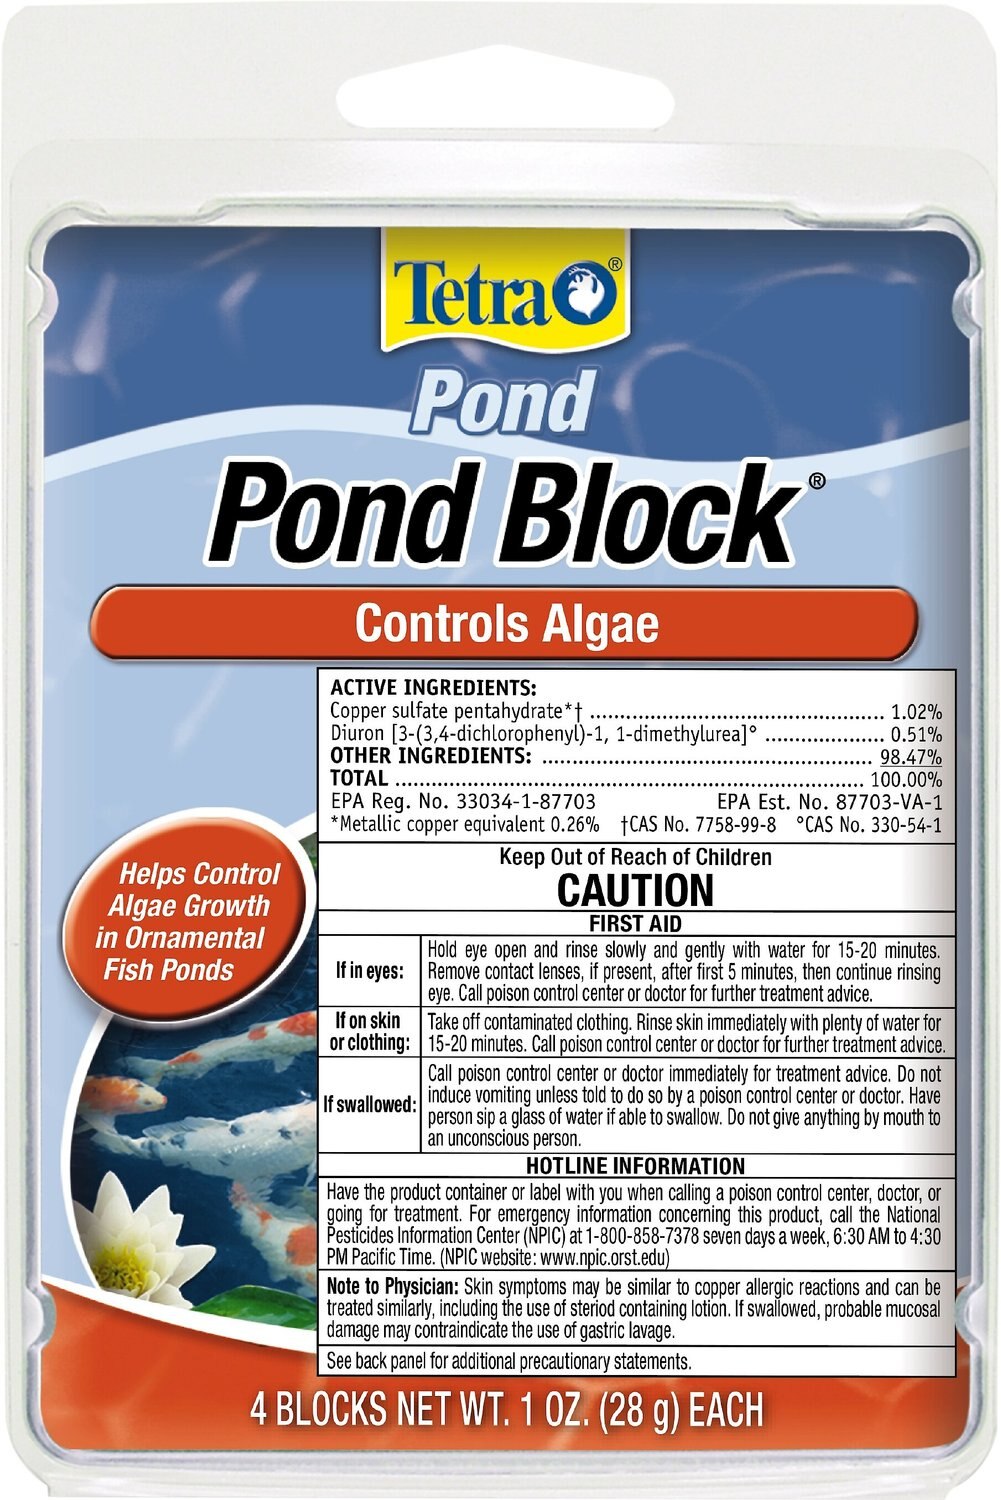 Tetra®
Pond
Pond Block®
Controls Algae
ACTIVE INGREDIENTS:
Copper sulfate pentahydrate*† ........................................ 1.02%
Diuron [3-(3,4-dichlorophenyl)-1, 1-dimethylurea]° .................... 0.51%
OTHER INGREDIENTS: ............................................. 98.47%
TOTAL ................................................................. 100.00%
EPA Reg. No. 33034-1-87703 EPA Est. No. 87703-VA-1
*Metallic copper equivalent 0.26% †CAS No. 7758-99-8 °CAS No. 330-54-1
Keep Out of Reach of Children
CAUTION
FIRST AID
If in eyes:
Hold eye open and rinse slowly and gently with water for 15-20 minutes.
Remove contact lenses, if present, after first 5 minutes, then continue rinsing
eye. Call poison control center or doctor for further treatment advice.
If on skin
or clothing:
Take off contaminated clothing. Rinse skin immediately with plenty of water for
15-20 minutes. Call poison control center or doctor for further treatment advice.
If swallowed:
Call poison control center or doctor immediately for treatment advice. Do not
induce vomiting unless told to do so by a poison control center or doctor. Have
person sip a glass of water if able to swallow. Do not give anything by mouth to
an unconscious person.
HOTLINE INFORMATION
Have the product container or label with you when calling a poison control center, doctor, or
going for treatment. For emergency information concerning this product, call the National
Pesticides Information Center (NPIC) at 1-800-858-7378 seven days a week, 6:30 AM to 4:30
PM Pacific Time. (NPIC website: www.npic.orst.edu)
Note to Physician: Skin symptoms may be similar to copper allergic reactions and can be
treated similarly, including the use of steriod containing lotion. If swallowed, probable mucosal
damage may contraindicate the use of gastric lavage.
See back panel for additional precautionary statements.
Helps Control
Algae Growth
in Ornamental
Fish Ponds
4 BLOCKS NET WT. 1 OZ. (28 g) EACH